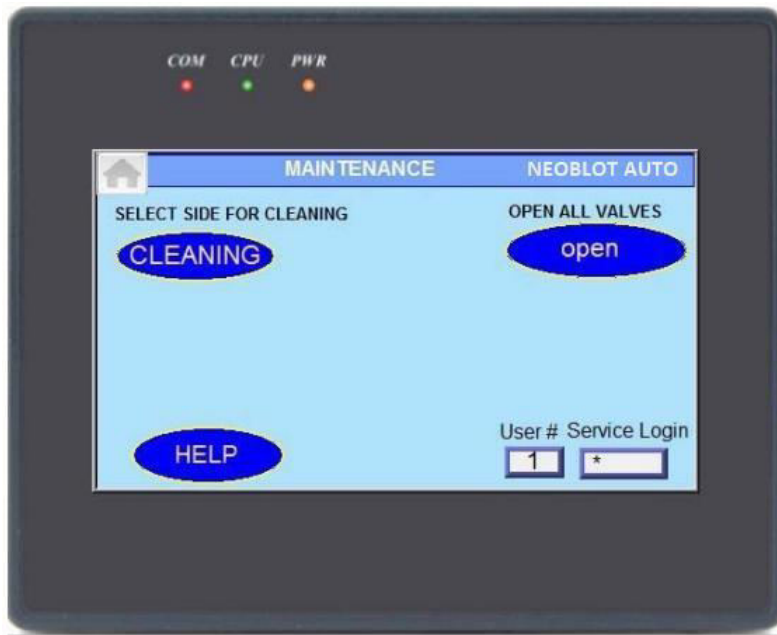 COM CPU PWR
MAINTENANCE NEOBLOT AUTO
SELECT SIDE FOR CLEANING OPEN ALL VALVES
CLEANING open
User # Service Login
HELP 1 *